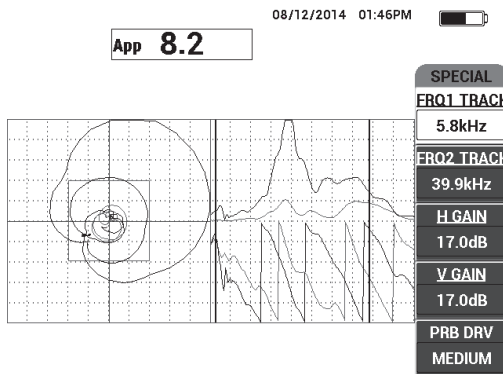 08/12/2014 01:46PM
App 8.2
SPECIAL
FRQ1 TRACK
5.8kHz
FRQ2 TRACK
39.9kHz
H GAIN
17.0dB
V GAIN
17.0dB
PRB DRV
MEDIUM